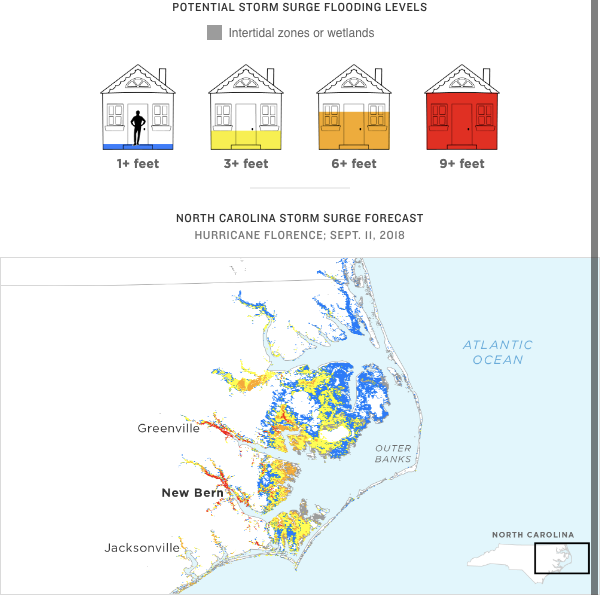 POTENTIAL STORM SURGE FLOODING LEVELS
Intertidal zones or wetlands
1+ feet
3+ feet
6+ feet
9+ feet
NORTH CAROLINA STORM SURGE FORECAST
HURRICANE FLORENCE; SEPT. 11, 2018
ATLANTIC
OCEAN
Greenville
OUTER
BANKS
New Bern
NORTH CAROLINA
Jacksonville